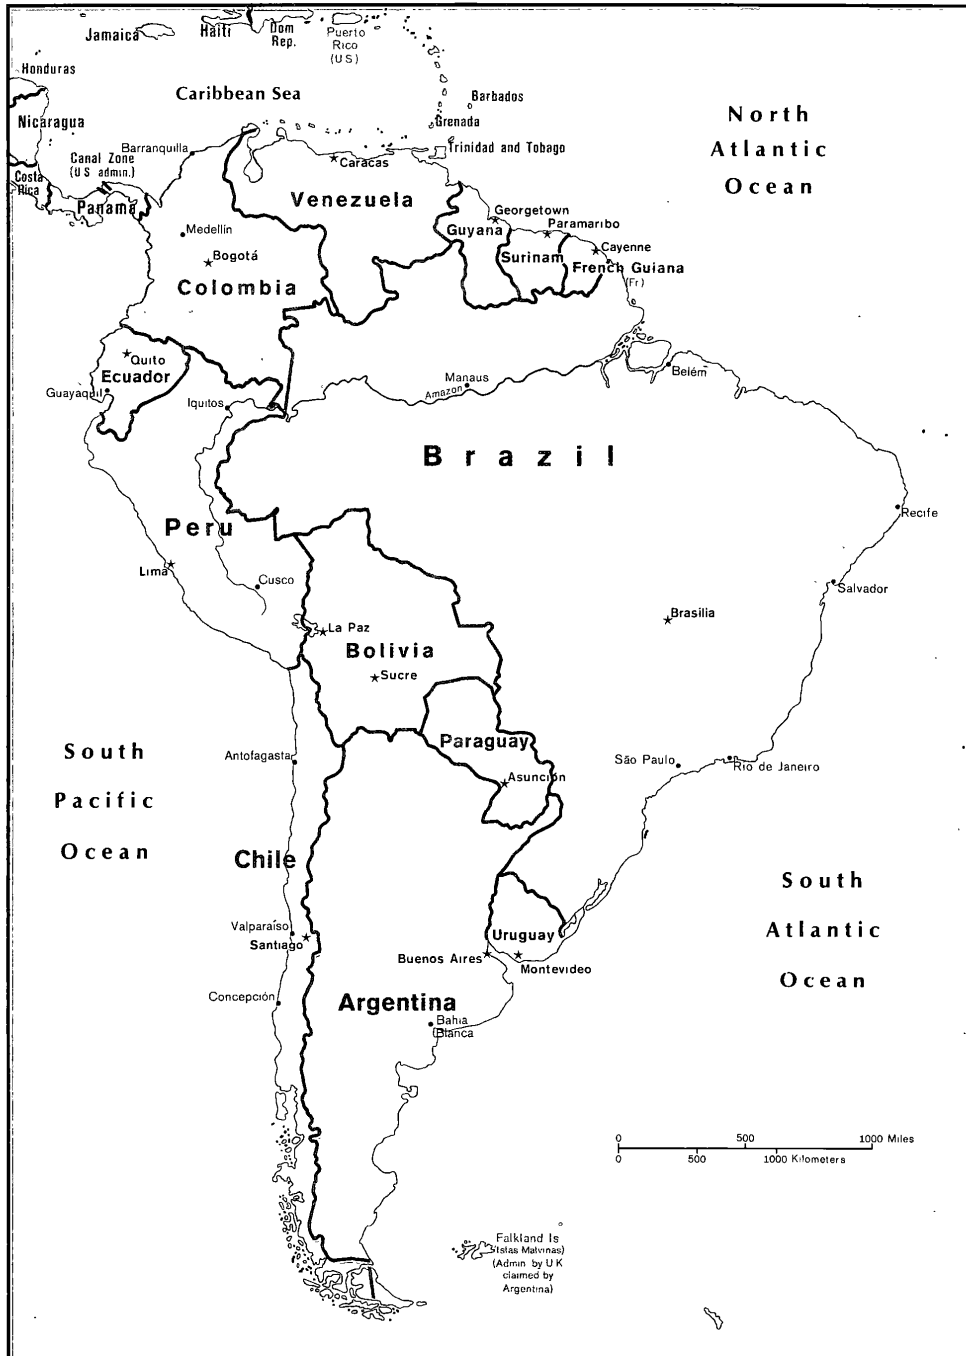 Jamaica
Haiti
Dom
Rep.
Puerto
Rico
(US)
Honduras
Caribbean Sea
Barbados
Nicaragua
Grenada
North
Atlantic
Ocean
Barranquilla
Trinidad and Tobago
Canal Zone
(US admin.)
Caracas
Costa
Rica
Panama
Venezuela
Georgetown
Medellín
Guyana
Paramaribo
Bogotá
Surinam
Cayenne
French Guiana
(Fr)
Colombia
Quito
Ecuador
Guayaquil
Iquitos
Manaus
Amazon
Belém
Brazil
Recife
Peru
Lima
Cusco
Salvador
La Paz
Brasília
Bolivia
Sucre
Paraguay
South
Pacific
Ocean
Antofagasta
Asunción
São Paulo
Rio de Janeiro
Chile
South
Atlantic
Ocean
Valparaíso
Santiago
Uruguay
Buenos Aires
Montevideo
Concepción
Argentina
Bahia
Blanca
0 500 1000 Miles
0 500 1000 Kilometers
Falkland Is
(Islas Malvinas)
(Admin by UK
claimed by
Argentina)